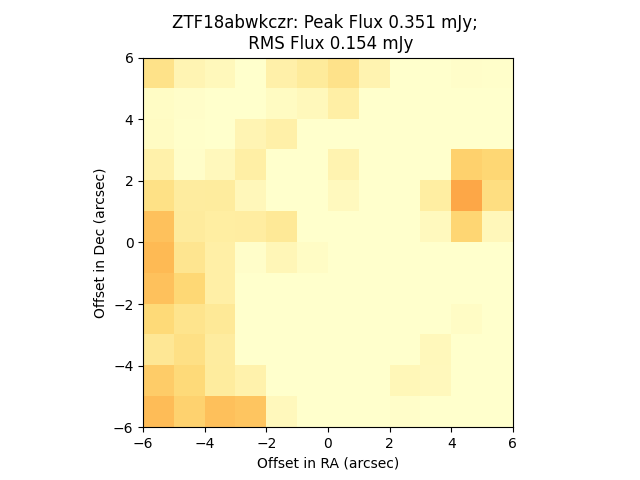 ZTF18abwkczr: Peak Flux 0.351 mJy;
RMS Flux 0.154 mJy
6
4
2
0
−2
−4
−6
Offset in Dec (arcsec)
−6 −4 −2 0 2 4 6
Offset in RA (arcsec)